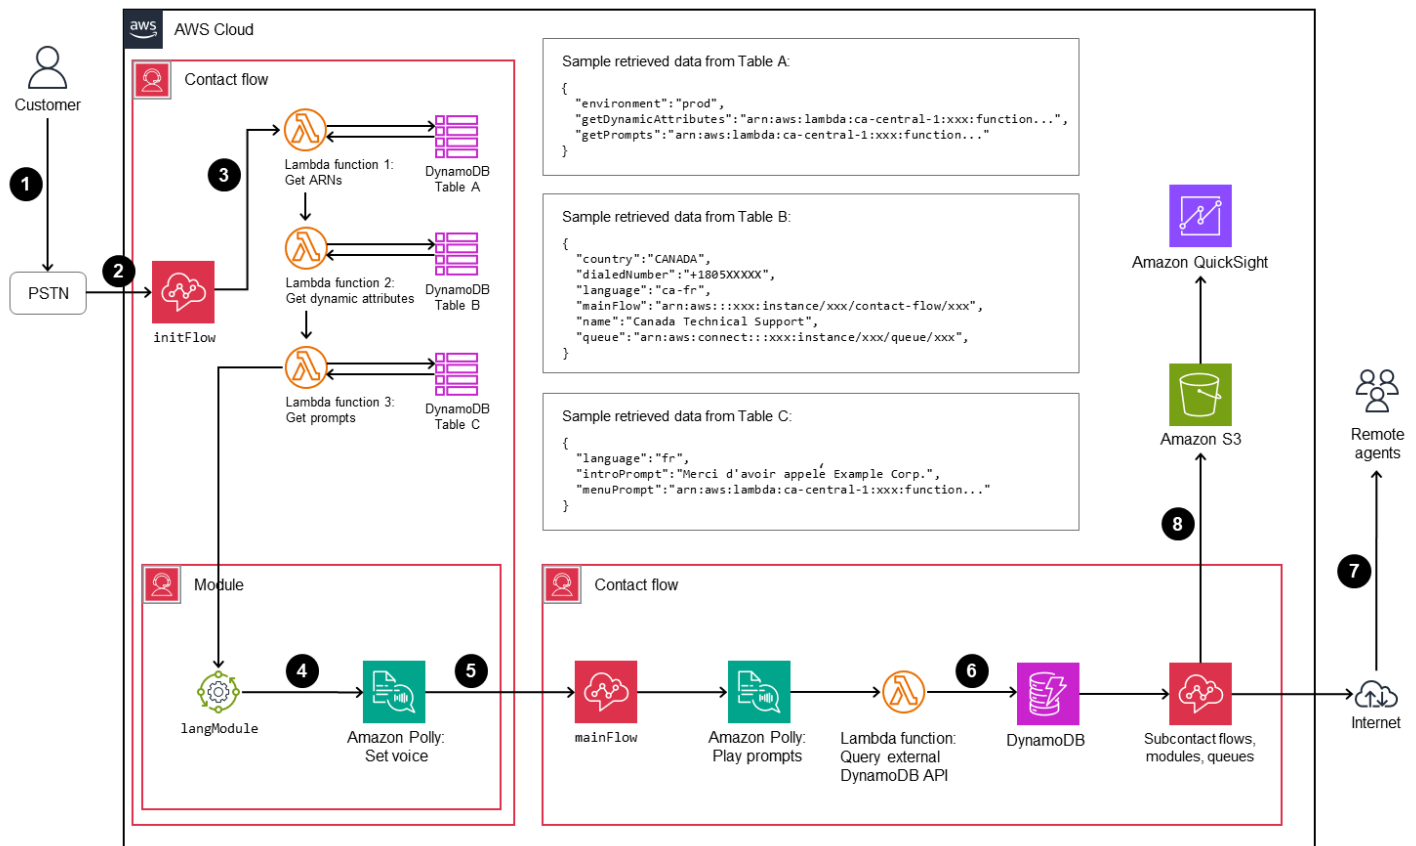 aws
AWS Cloud
Customer
1
PSTN
2
Contact flow
initFlow
3
Lambda function 1:
Get ARNs
DynamoDB
Table A
Lambda function 2:
Get dynamic attributes
DynamoDB
Table B
Lambda function 3:
Get prompts
DynamoDB
Table C
Sample retrieved data from Table A:
{
"environment":"prod",
"getDynamicAttributes":"arn:aws:lambda:ca-central-1:xxx:function...",
"getPrompts":"arn:aws:lambda:ca-central-1:xxx:function..."
}
Sample retrieved data from Table B:
{
"country":"CANADA",
"dialedNumber":"+1805XXXXX",
"language":"ca-fr",
"mainFlow":"arn:aws:::xxx:instance/xxx/contact-flow/xxx",
"name":"Canada Technical Support",
"queue":"arn:aws:connect:::xxx:instance/xxx/queue/xxx",
}
Sample retrieved data from Table C:
{
"language":"fr",
"introPrompt":"Merci d'avoir appelé Example Corp.",
"menuPrompt":"arn:aws:lambda:ca-central-1:xxx:function..."
}
Module
langModule
4
Amazon Polly:
Set voice
5
Contact flow
mainFlow
Amazon Polly:
Play prompts
Lambda function:
Query external
DynamoDB API
6
DynamoDB
Subcontact flows,
modules, queues
8
Amazon S3
Amazon QuickSight
Internet
7
Remote
agents